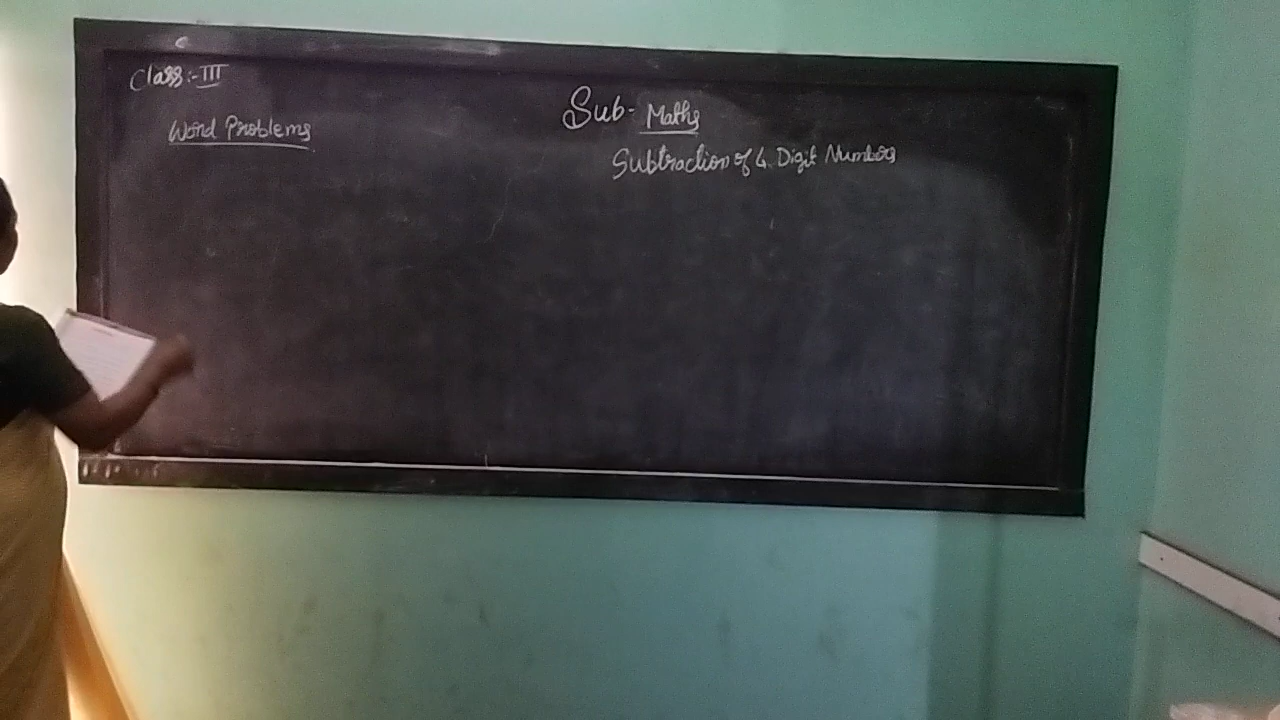 Class:- III
Sub- Maths
Word Problems
Subtraction of 4 Digit Numbers